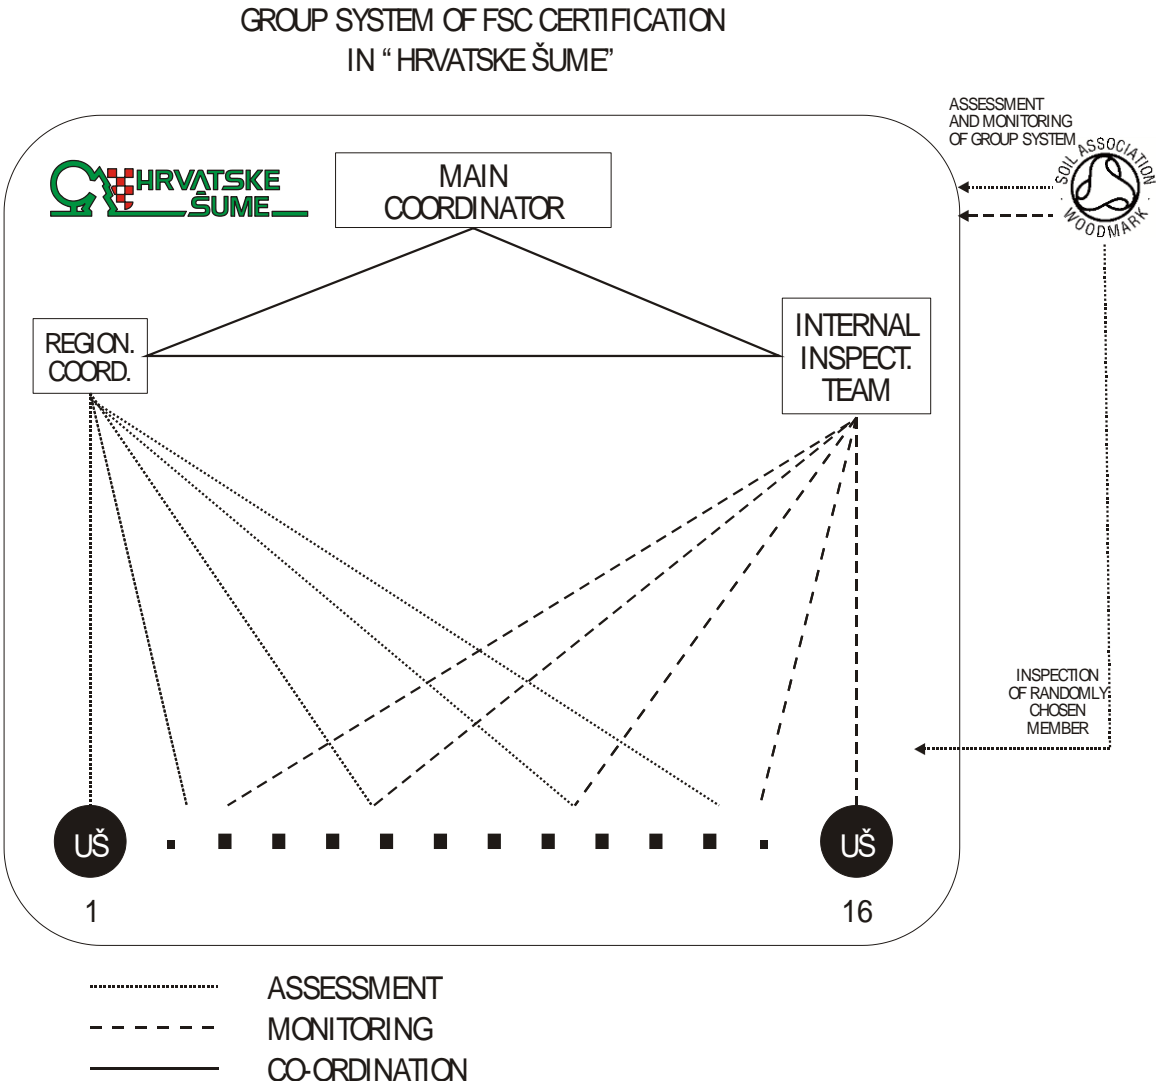 GROUP SYSTEM OF FSC CERTIFICATION
IN “ HRVATSKE ŠUME”
ASSESSMENT
AND MONITORING
OF GROUP SYSTEM
SOIL ASSOCIATION
WOODMARK
HRVATSKE
ŠUME
MAIN
COORDINATOR
REGION.
COORD.
INTERNAL
INSPECT.
TEAM
INSPECTION
OF RANDOMLY
CHOSEN
MEMBER
UŠ
UŠ
1
16
ASSESSMENT
MONITORING
CO-ORDINATION